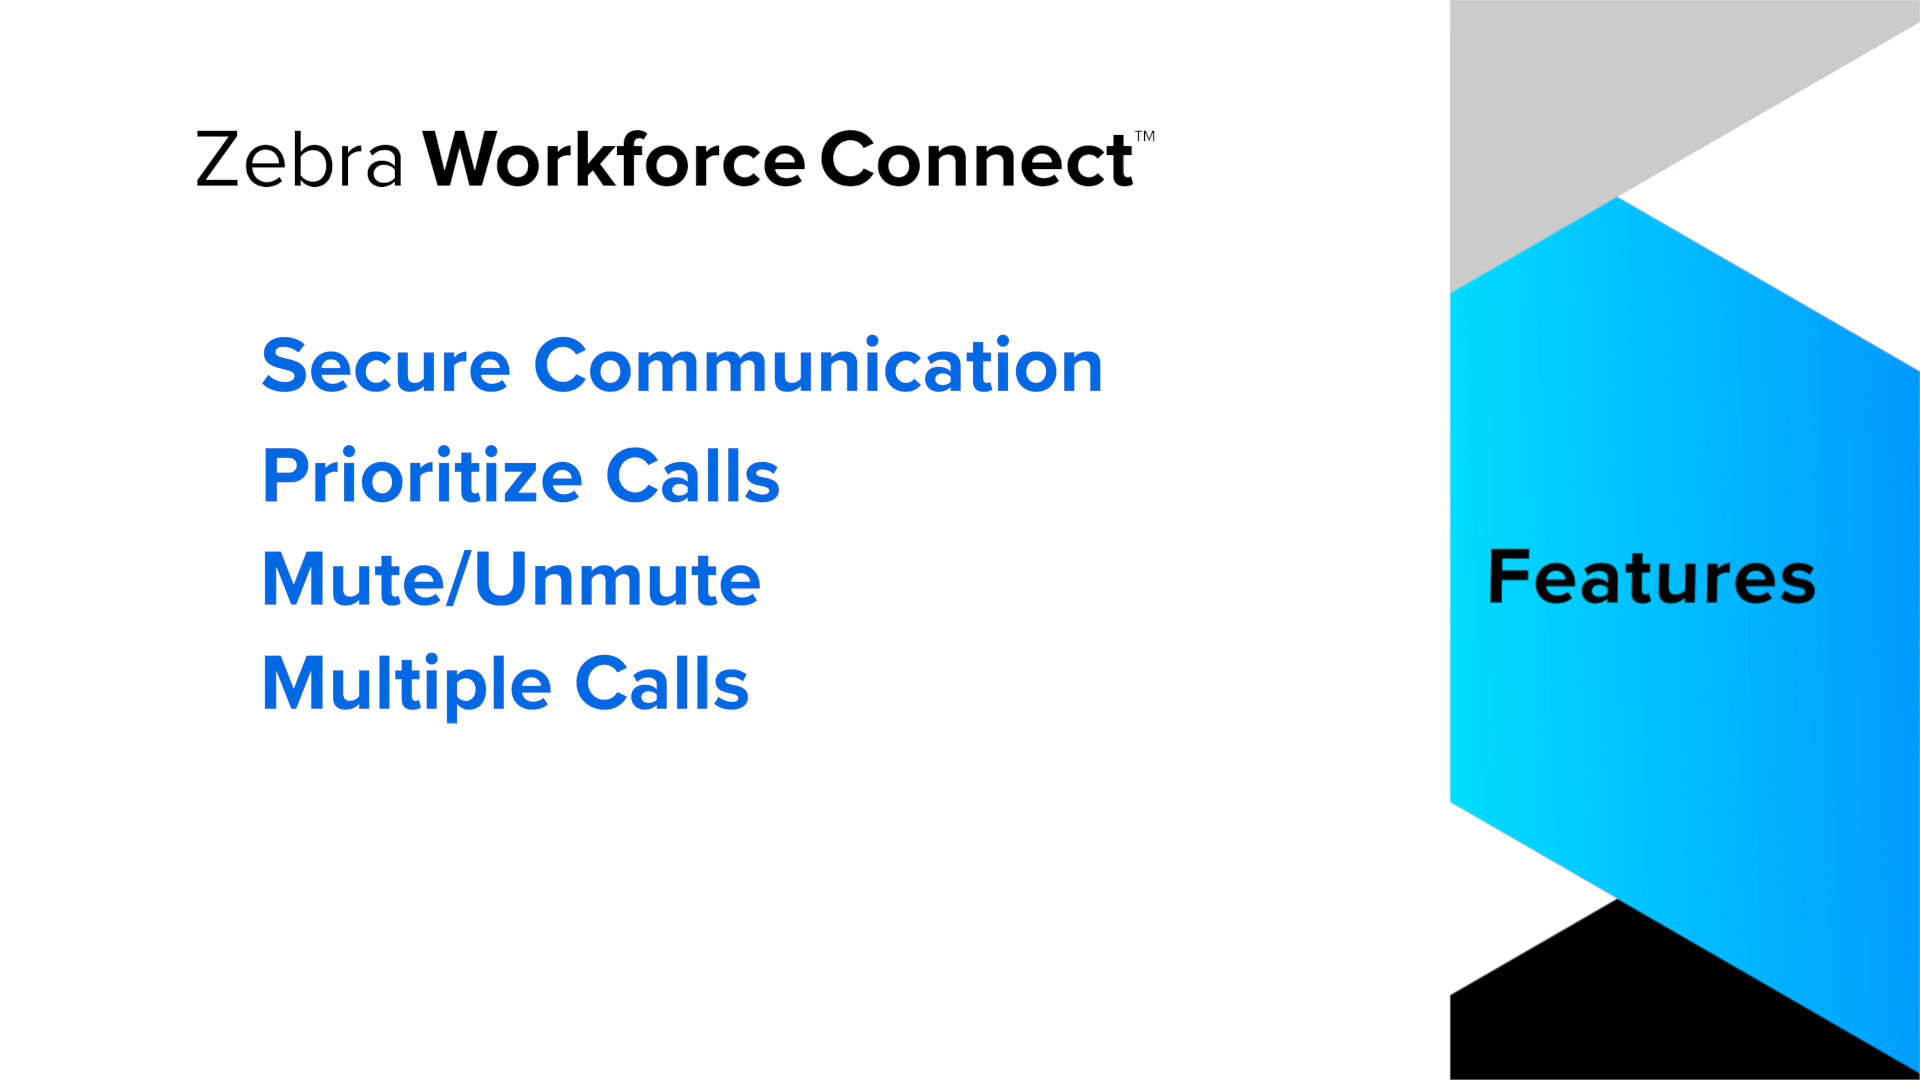 Zebra Workforce Connect™
Secure Communication
Prioritize Calls
Mute/Unmute
Multiple Calls
Features